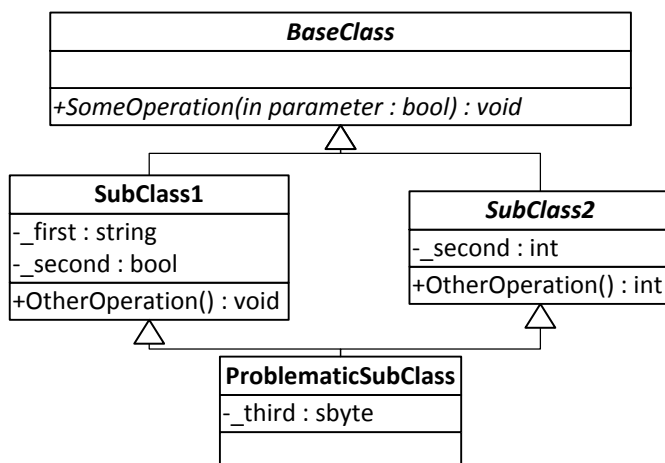 BaseClass
+SomeOperation(in parameter : bool) : void
SubClass1
-_first : string
-_second : bool
+OtherOperation() : void
SubClass2
-_second : int
+OtherOperation() : int
ProblematicSubClass
-_third : sbyte